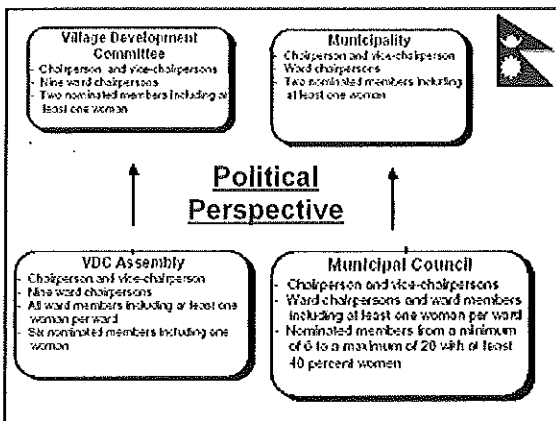 Village Development
Committee
- Chairperson and vice-chairpersons
- Nine ward chairpersons
- Two nominated members including at
least one woman
Municipality
- Chairperson and vice-chairperson
- Ward chairpersons
- Two nominated members including
at least one woman
Political
Perspective
VDC Assembly
- Chairperson and vice-chairperson
- Nine ward chairpersons
- All ward members including at least one
woman per ward
- Six nominated members including one
woman
Municipal Council
- Chairperson and vice-chairpersons
- Ward chairpersons and ward members
including at least one woman per ward
- Nominated members from a minimum
of 6 to a maximum of 20 with at least
40 percent women